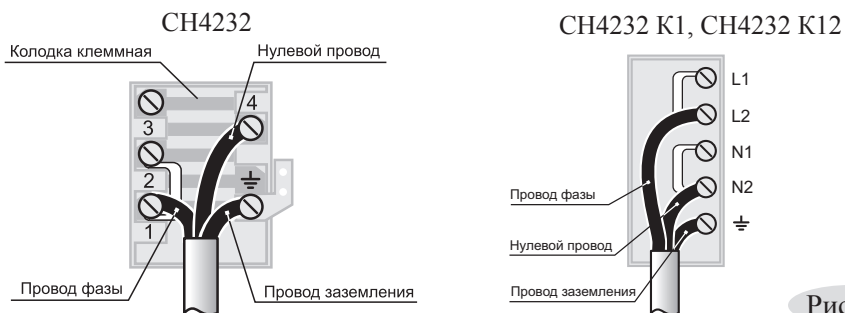 СН4232
Колодка клеммная
Нулевой провод
4
3
2
1
Провод фазы
Провод заземления
СН4232 К1, СН4232 К12
L1
L2
N1
N2
Провод фазы
Нулевой провод
Провод заземления
Рис